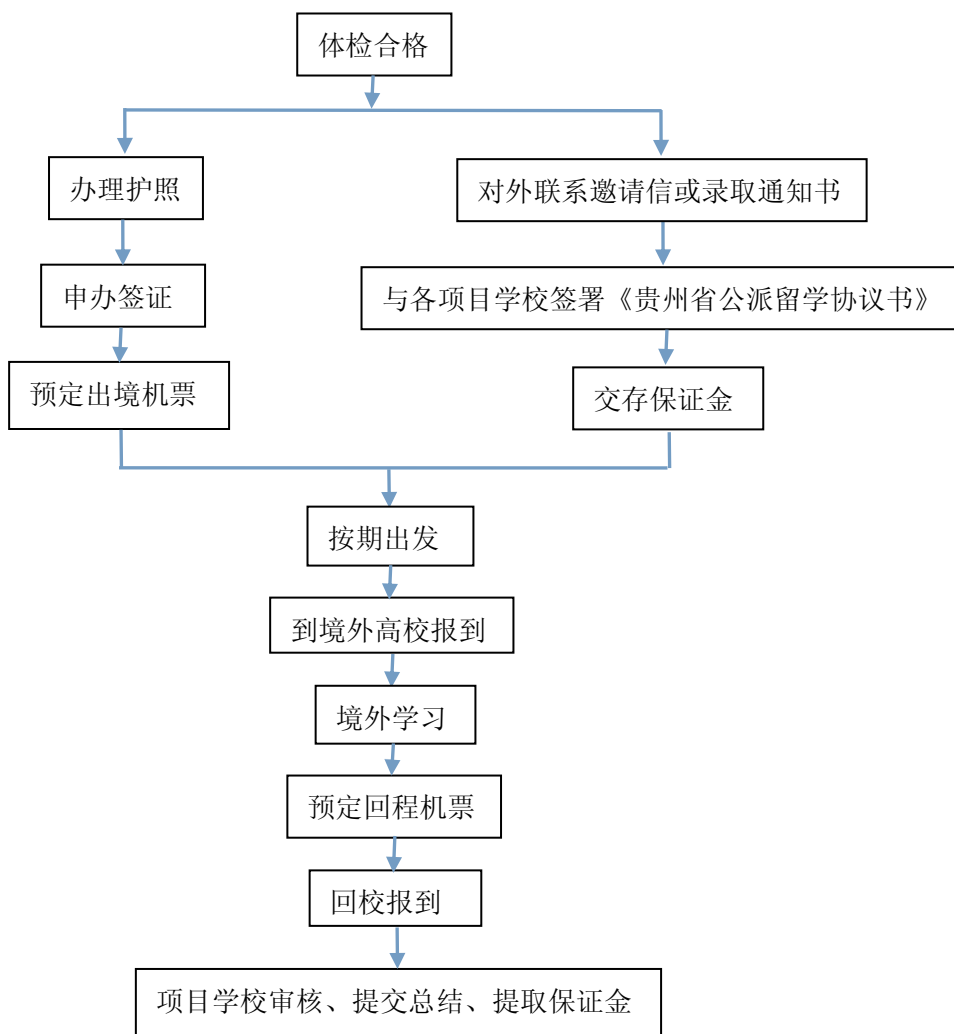 体检合格
办理护照
对外联系邀请信或录取通知书
申办签证
与各项目学校签署《贵州省公派留学协议书》
预定出境机票
交存保证金
按期出发
到境外高校报到
境外学习
预定回程机票
回校报到
项目学校审核、提交总结、提取保证金